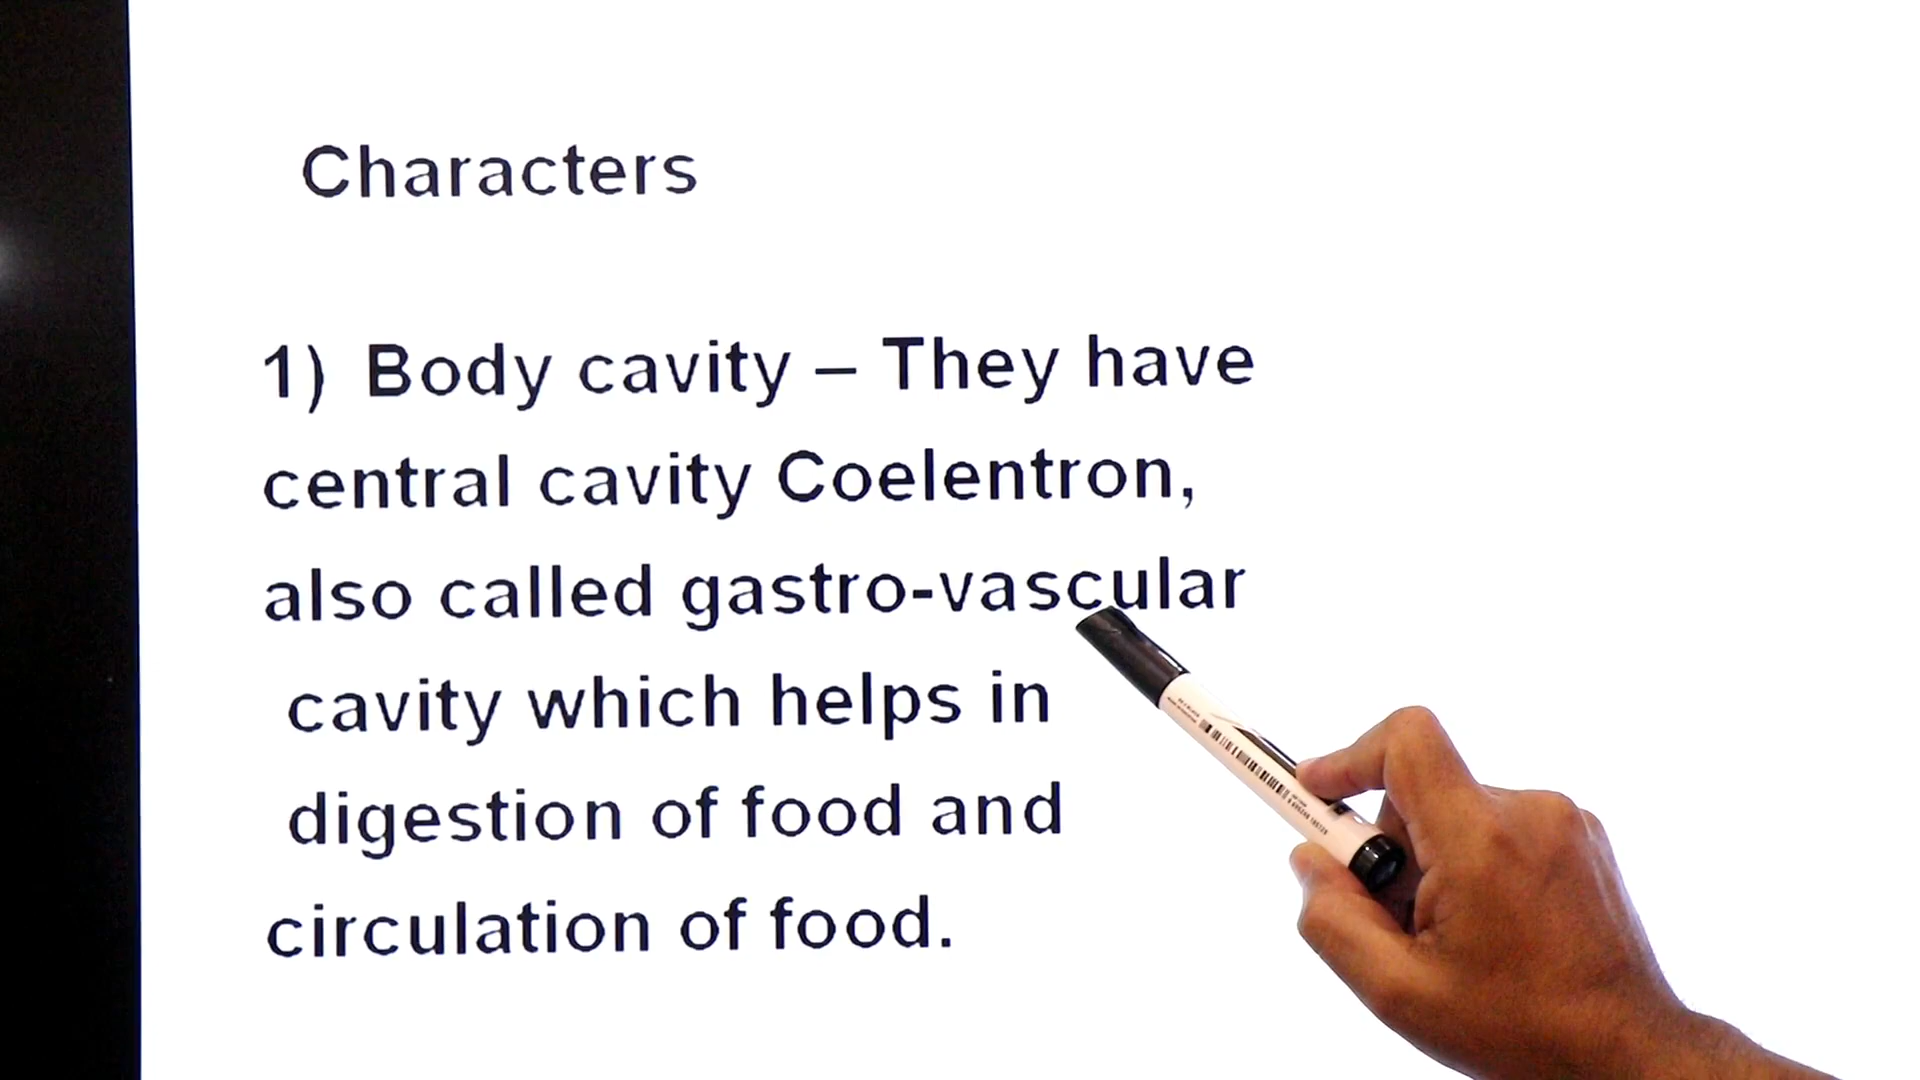 Characters
1) Body cavity – They have
central cavity Coelentron,
also called gastro-vascular
cavity which helps in
digestion of food and
circulation of food.